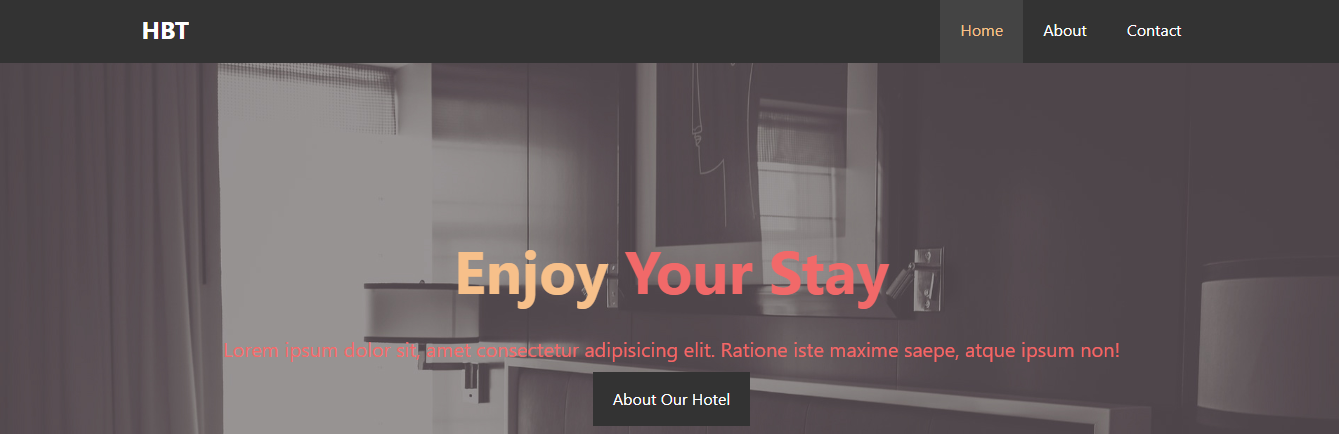 HBT
Home About Contact
Enjoy Your Stay
Lorem ipsum dolor sit, amet consectetur adipisicing elit. Ratione iste maxime saepe, atque ipsum non!
About Our Hotel